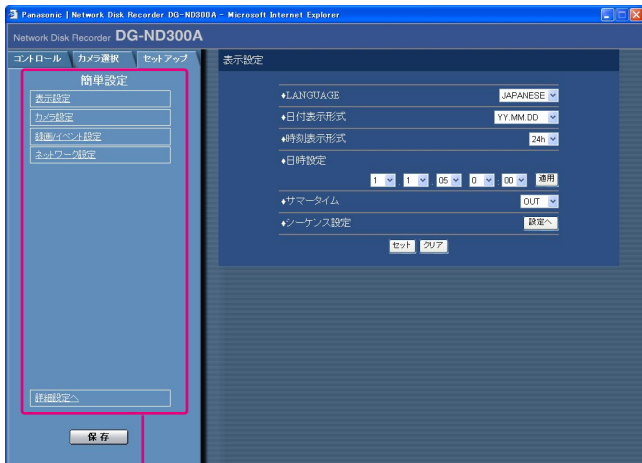 Panasonic | Network Disk Recorder DG-ND300A - Microsoft Internet Explorer
Network Disk Recorder DG-ND300A
コントロール カメラ選択 セットアップ
簡単設定
表示設定
カメラ設定
録画/イベント設定
ネットワーク設定
詳細設定へ
保存
表示設定
♦LANGUAGE JAPANESE
♦日付表示形式 YY.MM.DD
♦時刻表示形式 24h
♦日時設定
1 . 1 . 05 0 : 00 適用
♦サマータイム OUT
♦シーケンス設定 設定へ
セット クリア